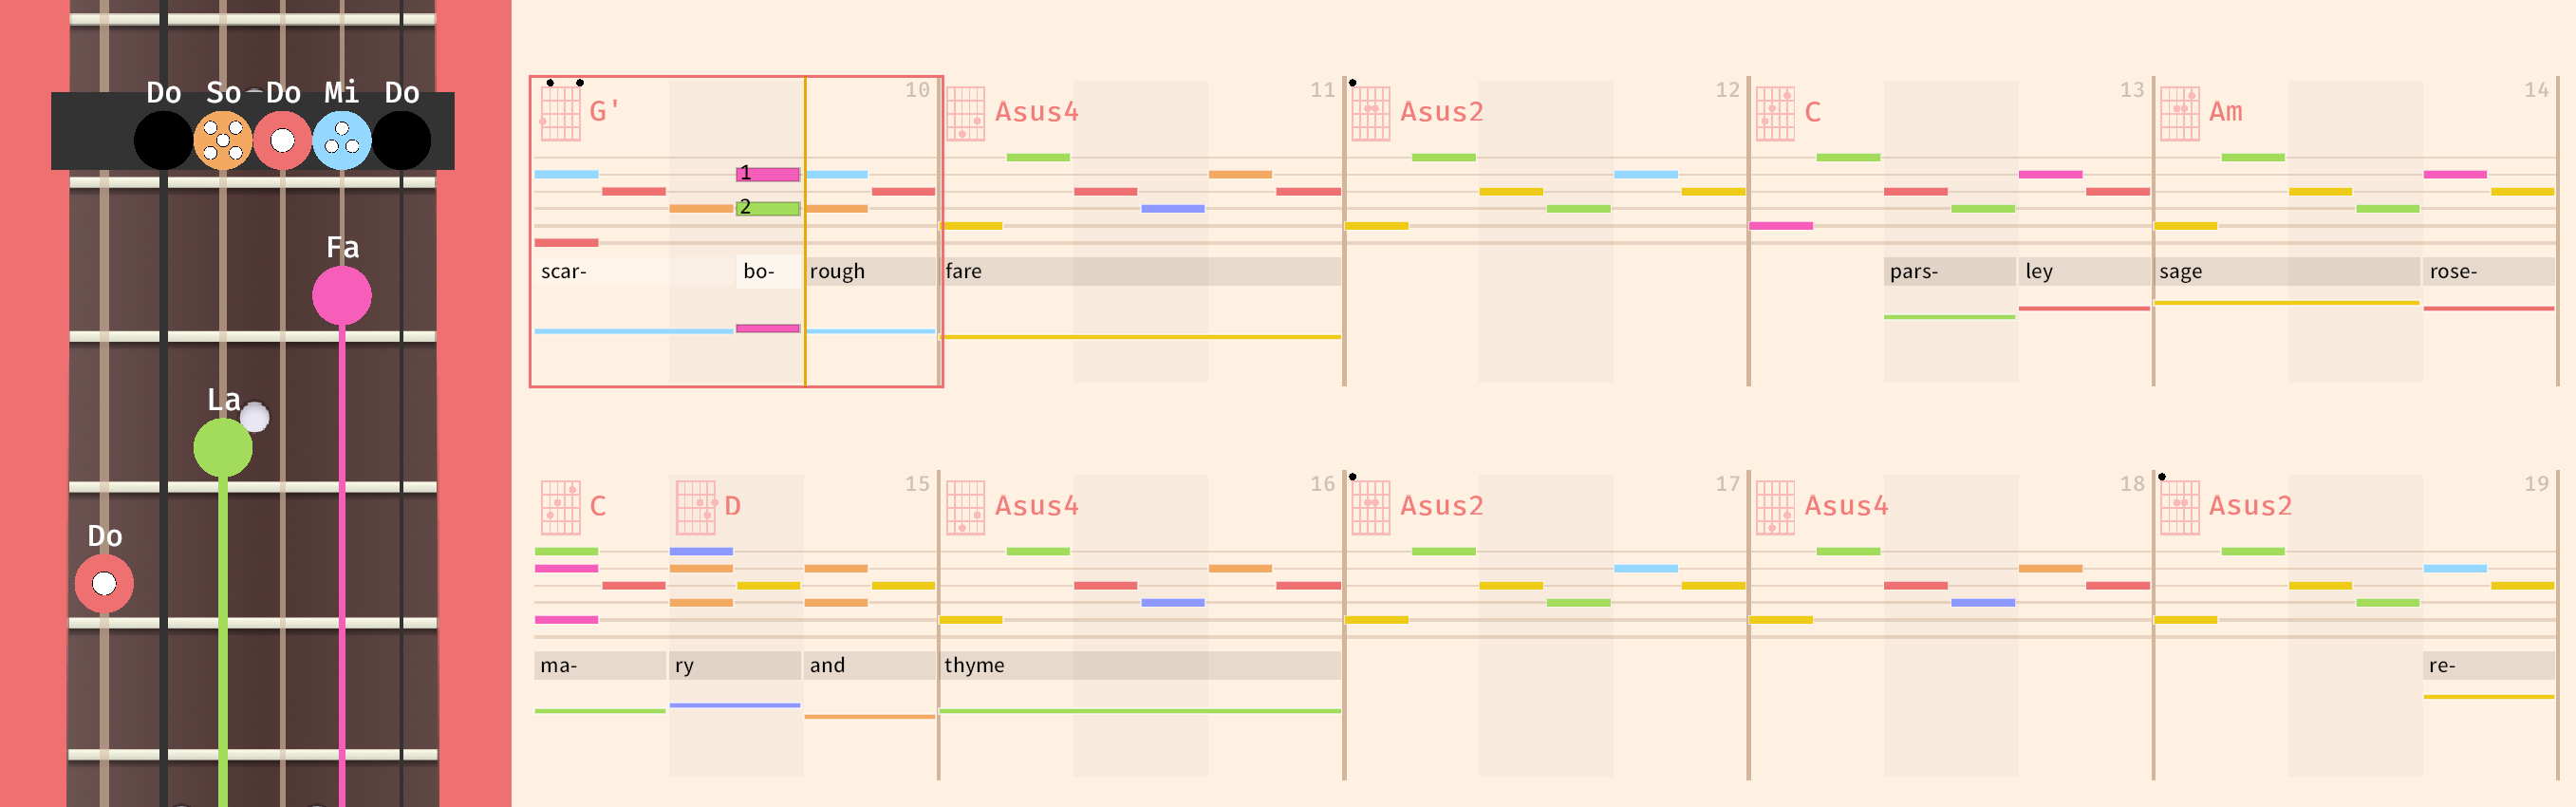 Do So Do Mi Do
Fa
La
Do
10 11 12 13 14
G' Asus4 Asus2 C Am
1
2
scar- bo- rough fare pars- ley sage rose-
15 16 17 18 19
C D Asus4 Asus2 Asus4 Asus2
ma- ry and thyme re-